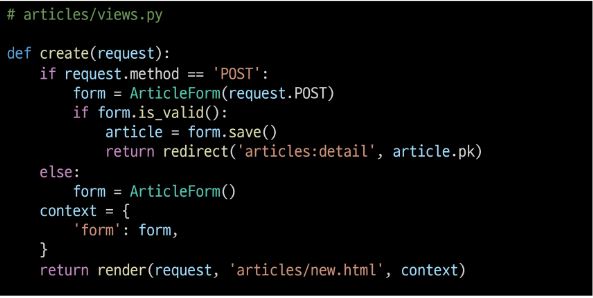 # articles/views.py
def create(request):
    if request.method == 'POST':
        form = ArticleForm(request.POST)
        if form.is_valid():
            article = form.save()
            return redirect('articles:detail', article.pk)
    else:
        form = ArticleForm()
    context = {
        'form': form,
    }
    return render(request, 'articles/new.html', context)